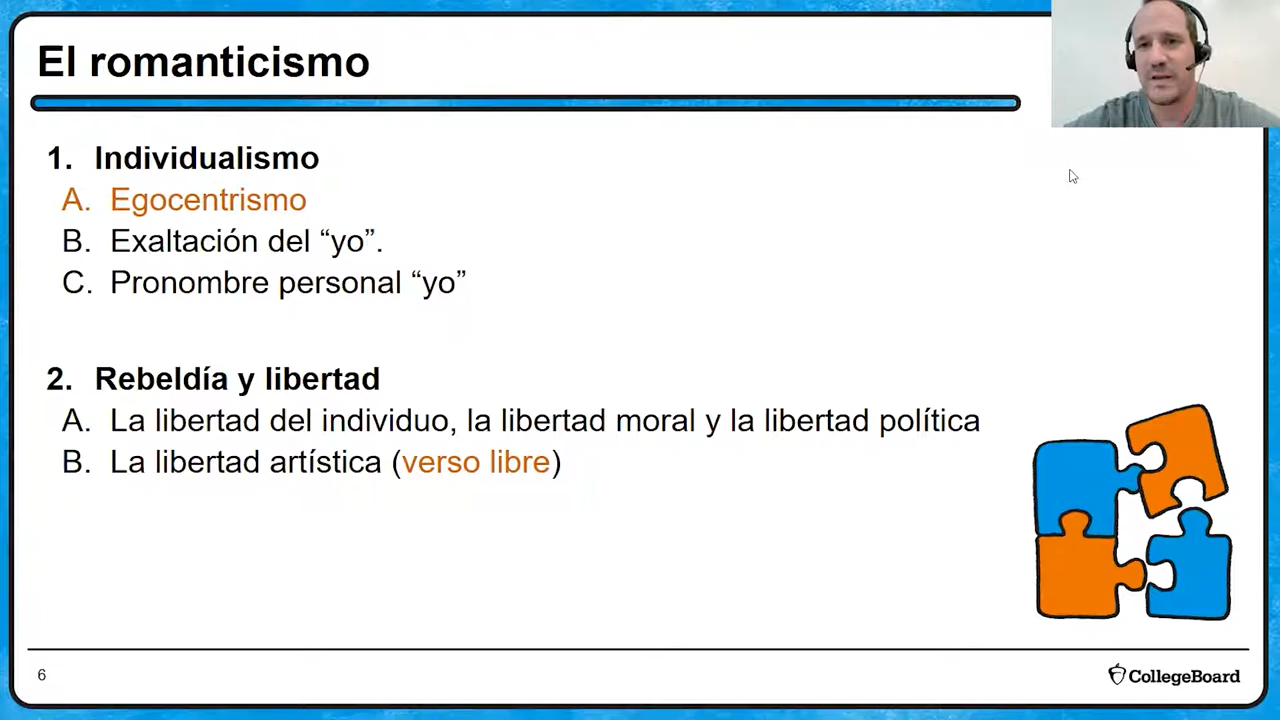 El romanticismo
1. Individualismo
A. Egocentrismo
B. Exaltación del “yo”.
C. Pronombre personal “yo”
2. Rebeldía y libertad
A. La libertad del individuo, la libertad moral y la libertad política
B. La libertad artística (verso libre)
6
CollegeBoard